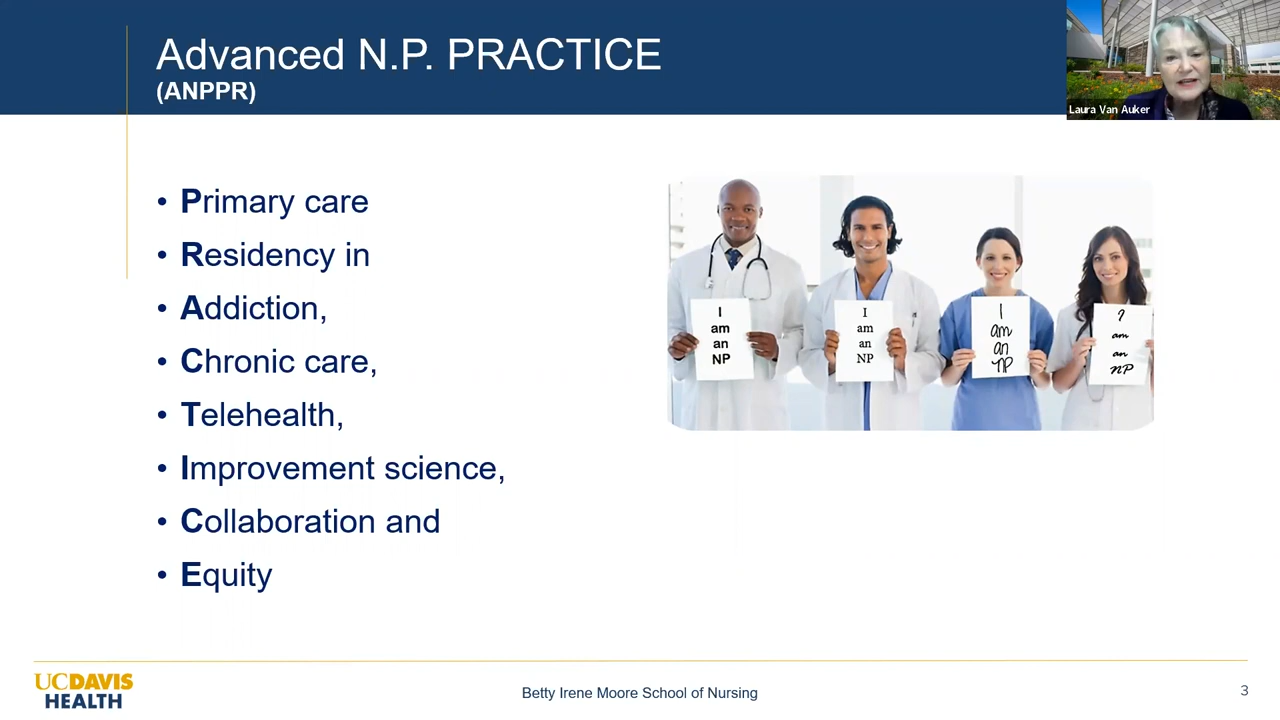 Advanced N.P. PRACTICE
(ANPPR)
Laura Van Auker
• Primary care
• Residency in
• Addiction,
• Chronic care,
• Telehealth,
• Improvement science,
• Collaboration and
• Equity
I
am
an
NP
I
am
an
NP
I
am
an
NP
I
am
an
NP
UCDAVIS
HEALTH
Betty Irene Moore School of Nursing
3